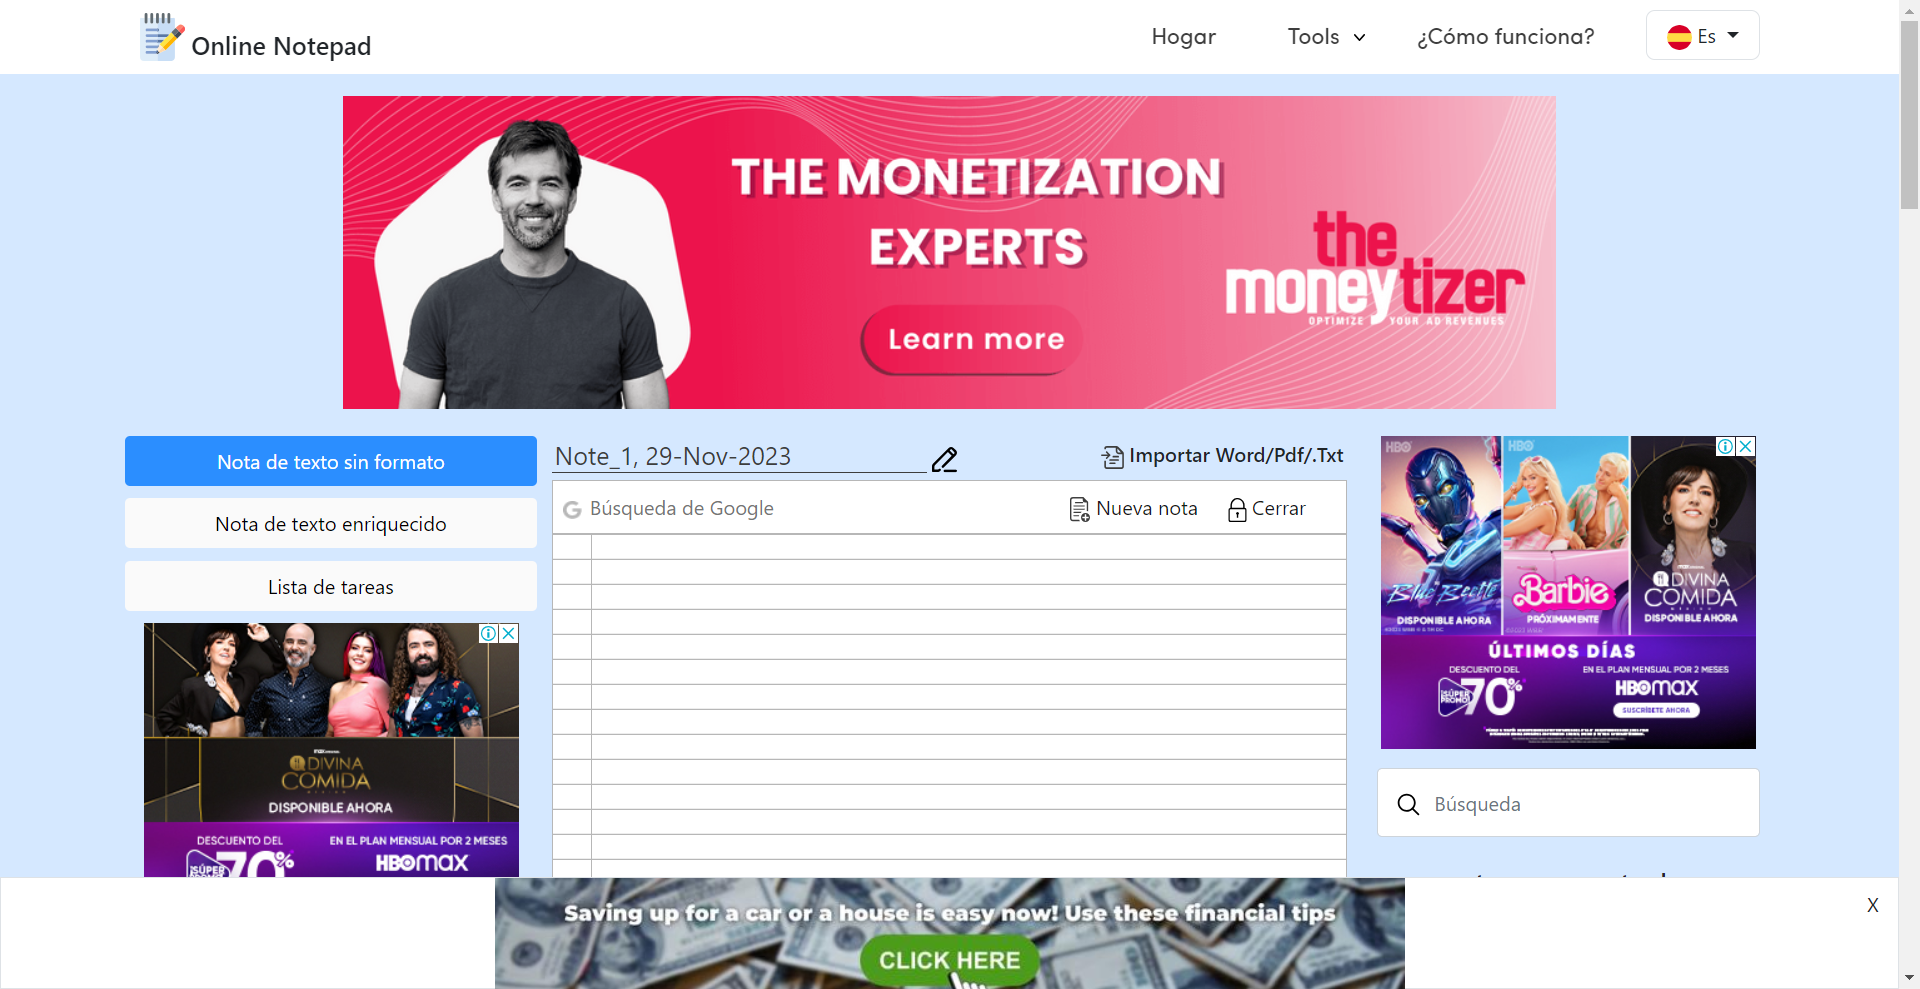 Online Notepad
Hogar
Tools
¿Cómo funciona?
Es
THE MONETIZATION
EXPERTS
Learn more
the
moneytizer
OPTIMIZE YOUR AD REVENUES
Nota de texto sin formato
Nota de texto enriquecido
Lista de tareas
DIVINA
COMIDA
DISPONIBLE AHORA
DESCUENTO DEL
¡SÚPER
PROMO!
70%
EN EL PLAN MENSUAL POR 2 MESES
HBOmax
Note_1, 29-Nov-2023
Importar Word/Pdf/.Txt
Búsqueda de Google
Nueva nota
Cerrar
HBO
Blue Beetle
DISPONIBLE AHORA
HBO
Barbie
PRÓXIMAMENTE
DIVINA
COMIDA
MÉXICO
DISPONIBLE AHORA
ÚLTIMOS DÍAS
DESCUENTO DEL
¡SÚPER
PROMO!
70%
EN EL PLAN MENSUAL POR 2 MESES
HBOmax
SUSCRÍBETE AHORA
Búsqueda
Saving up for a car or a house is easy now! Use these financial tips
CLICK HERE
X